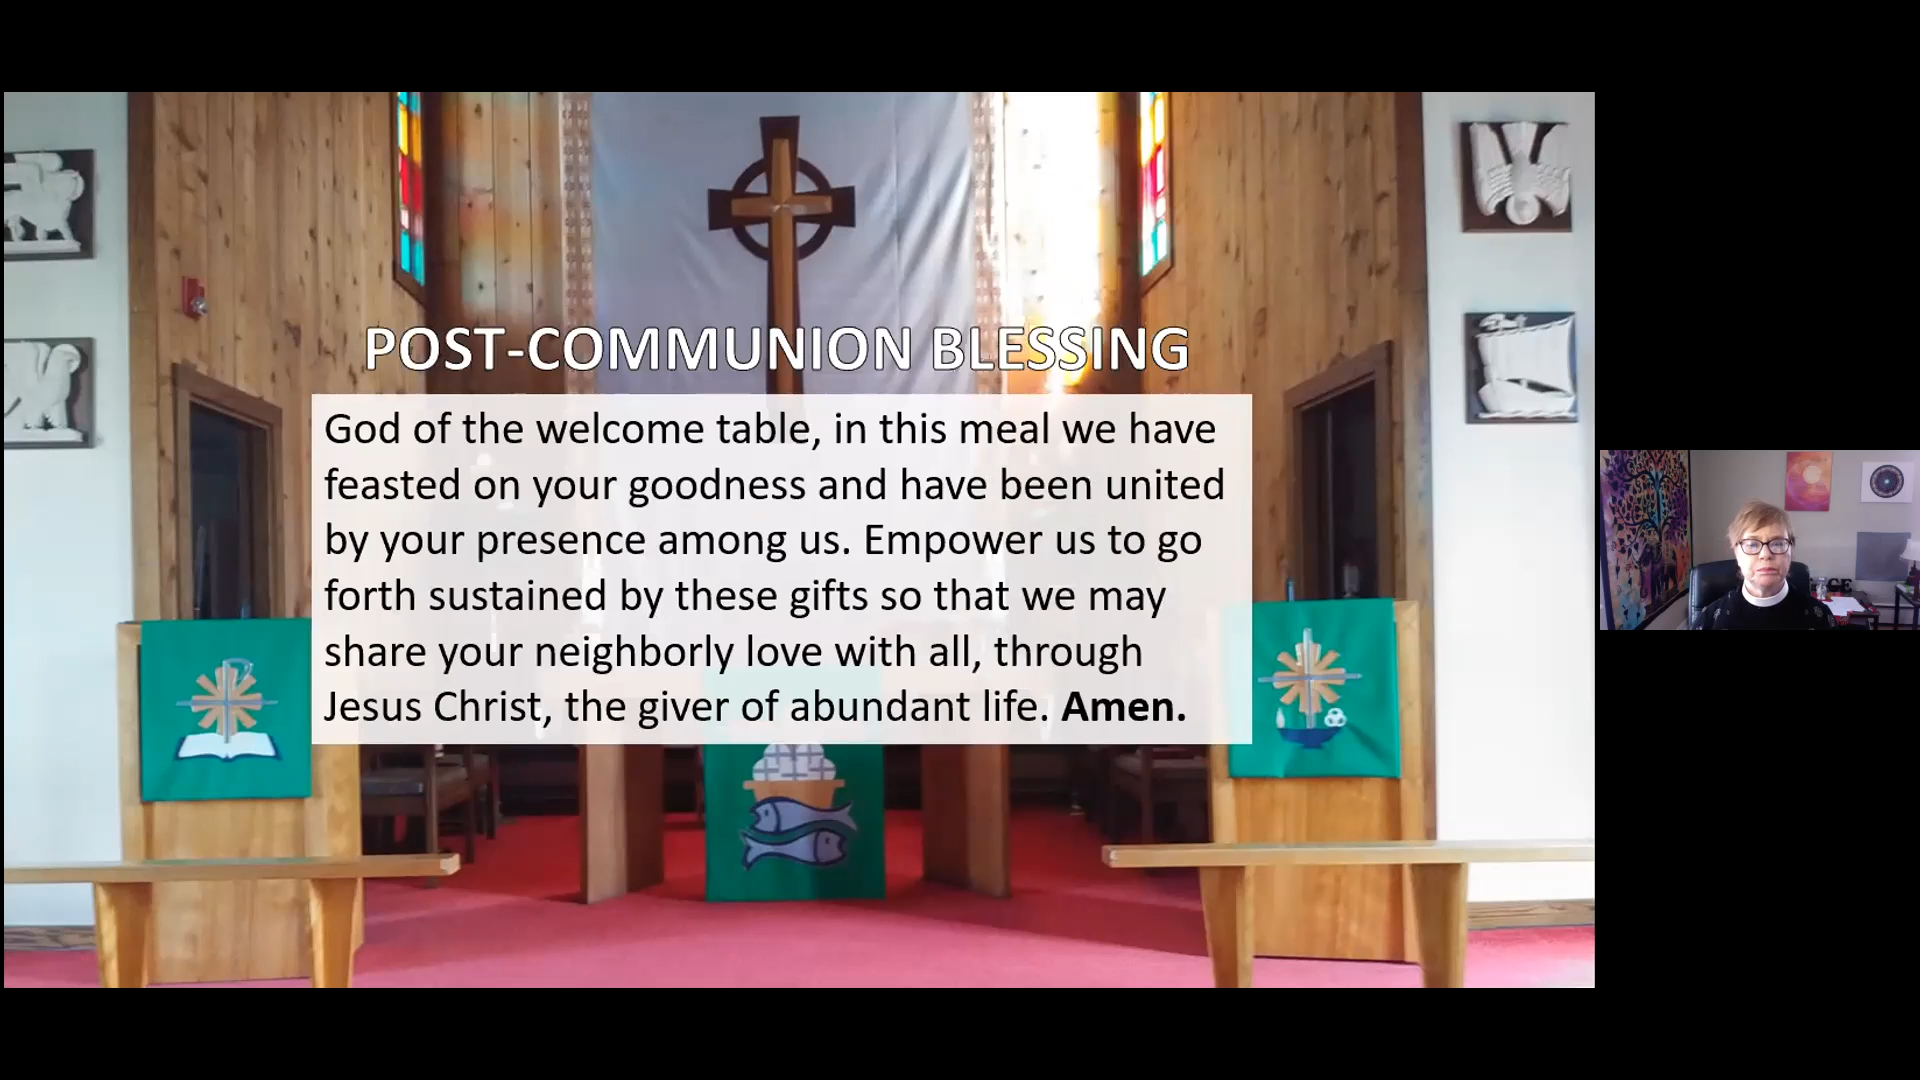 POST-COMMUNION BLESSING
God of the welcome table, in this meal we have
feasted on your goodness and have been united
by your presence among us. Empower us to go
forth sustained by these gifts so that we may
share your neighborly love with all, through
Jesus Christ, the giver of abundant life. Amen.